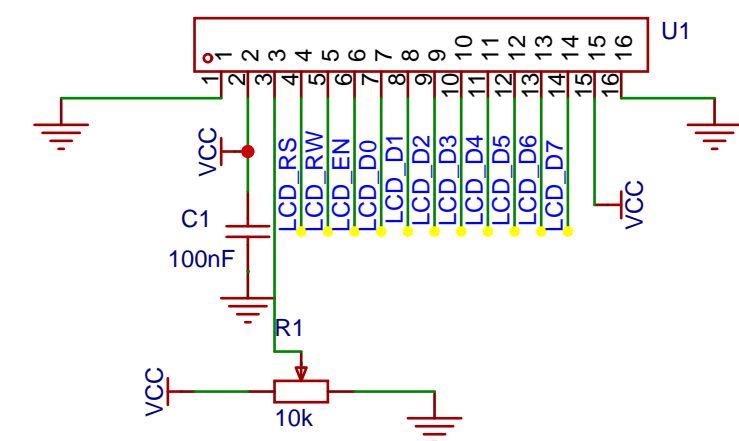 U1
1 2 3 4 5 6 7 8 9 10 11 12 13 14 15 16
1 2 3 4 5 6 7 8 9 10 11 12 13 14 15 16
VCC
LCD_RS
LCD_RW
LCD_EN
LCD_D0
LCD_D1
LCD_D2
LCD_D3
LCD_D4
LCD_D5
LCD_D6
LCD_D7
VCC
C1
100nF
R1
VCC
10k